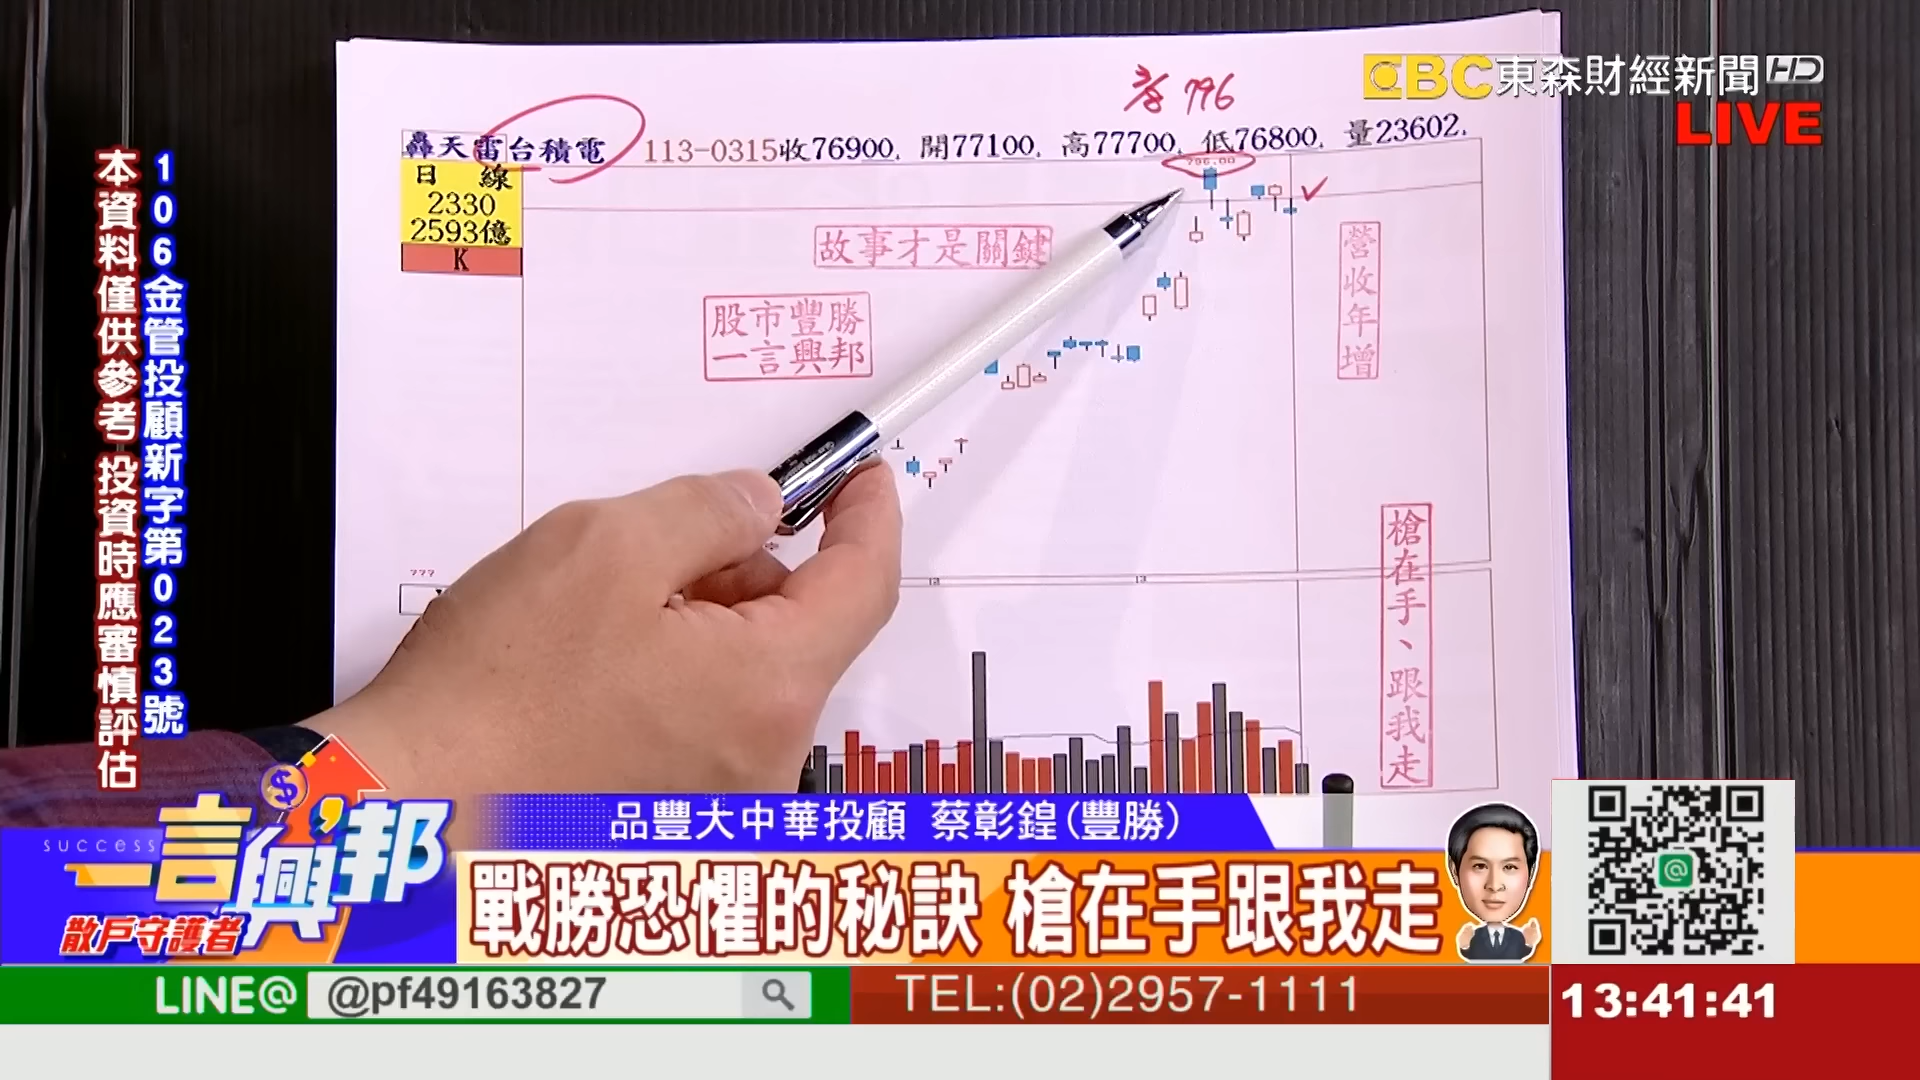 EBC東森財經新聞HD
LIVE
796
轟天雷台積電 113-0315收76900. 開77100. 高77700. 低76800. 量23602.
796.00
日 線
2330
2593億
K
故事才是關鍵
股市豐勝
一言興邦
營收年增
槍在手、跟我走
???
12
13
106金管投顧新字第023號
本資料僅供參考 投資時應審慎評估
success
一言興邦
散戶守護者
品豐大中華投顧 蔡彰鍠(豐勝)
戰勝恐懼的秘訣 槍在手跟我走
LINE@ @pf49163827
TEL:(02)2957-1111
13:41:41